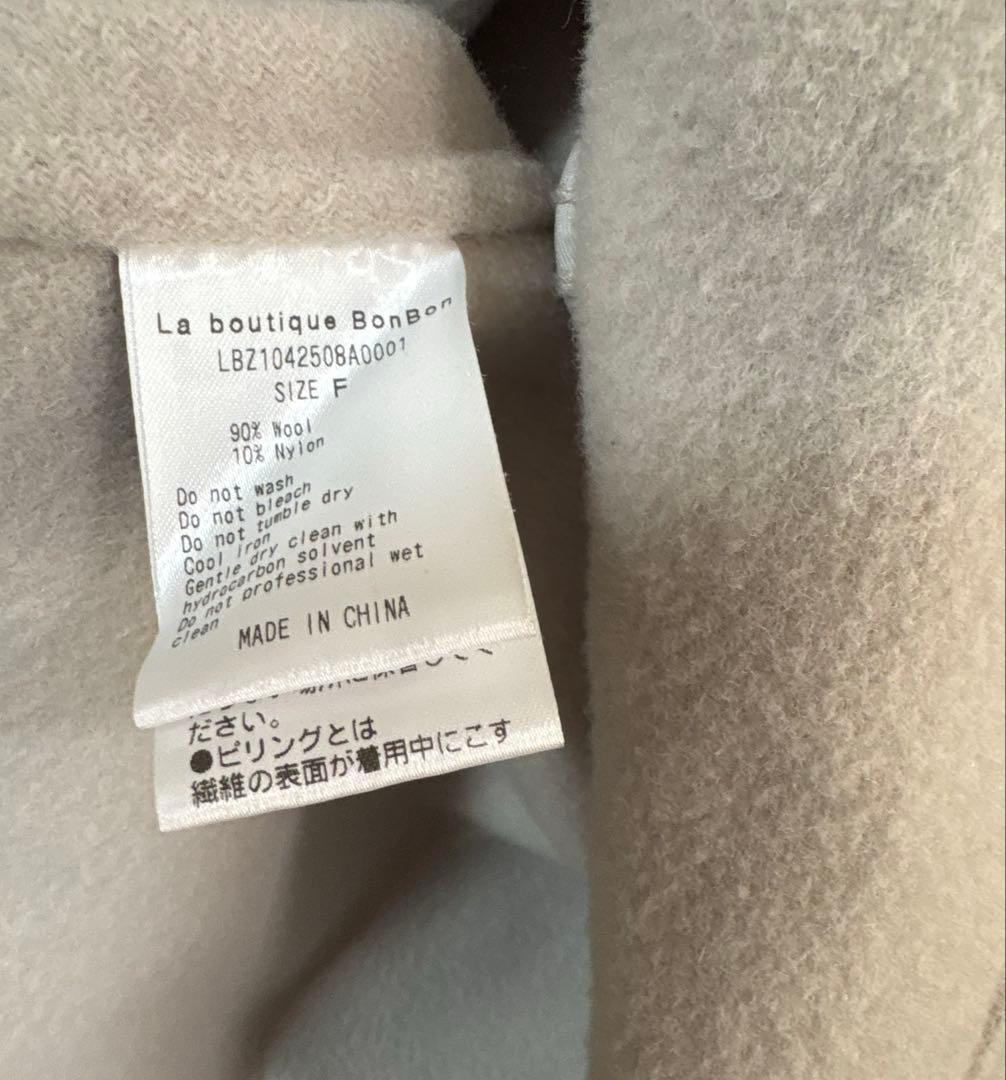 La boutique BonBon
LBZ1042508A0001
SIZE F
90% Wool
10% Nylon
Do not wash
Do not bleach
Do not tumble dry
Cool iron
Gentle dry clean with
hydrocarbon solvent
Do not professional wet
clean
MADE IN CHINA
ださい。
●ピリングとは
繊維の表面が着用中にこす